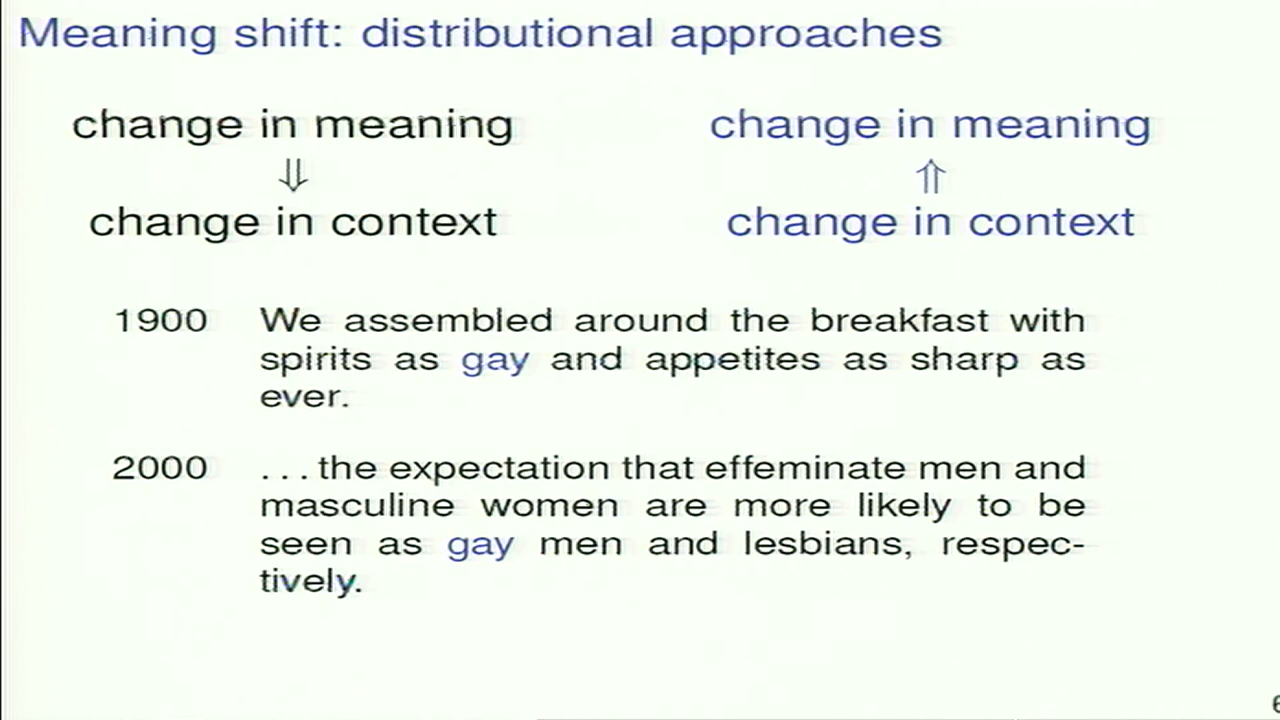 Meaning shift: distributional approaches
change in meaning change in meaning
⇓ ⇑
change in context change in context
1900 We assembled around the breakfast with
spirits as gay and appetites as sharp as
ever.
2000 ...the expectation that effeminate men and
masculine women are more likely to be
seen as gay men and lesbians, respec-
tively.